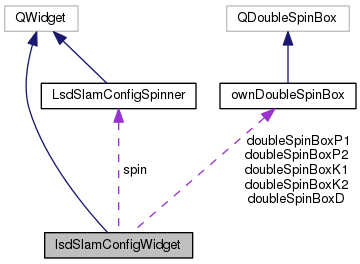 QWidget
QDoubleSpinBox
LsdSlamConfigSpinner
ownDoubleSpinBox
spin
doubleSpinBoxP1
doubleSpinBoxP2
doubleSpinBoxK1
doubleSpinBoxK2
doubleSpinBoxD
lsdSlamConfigWidget